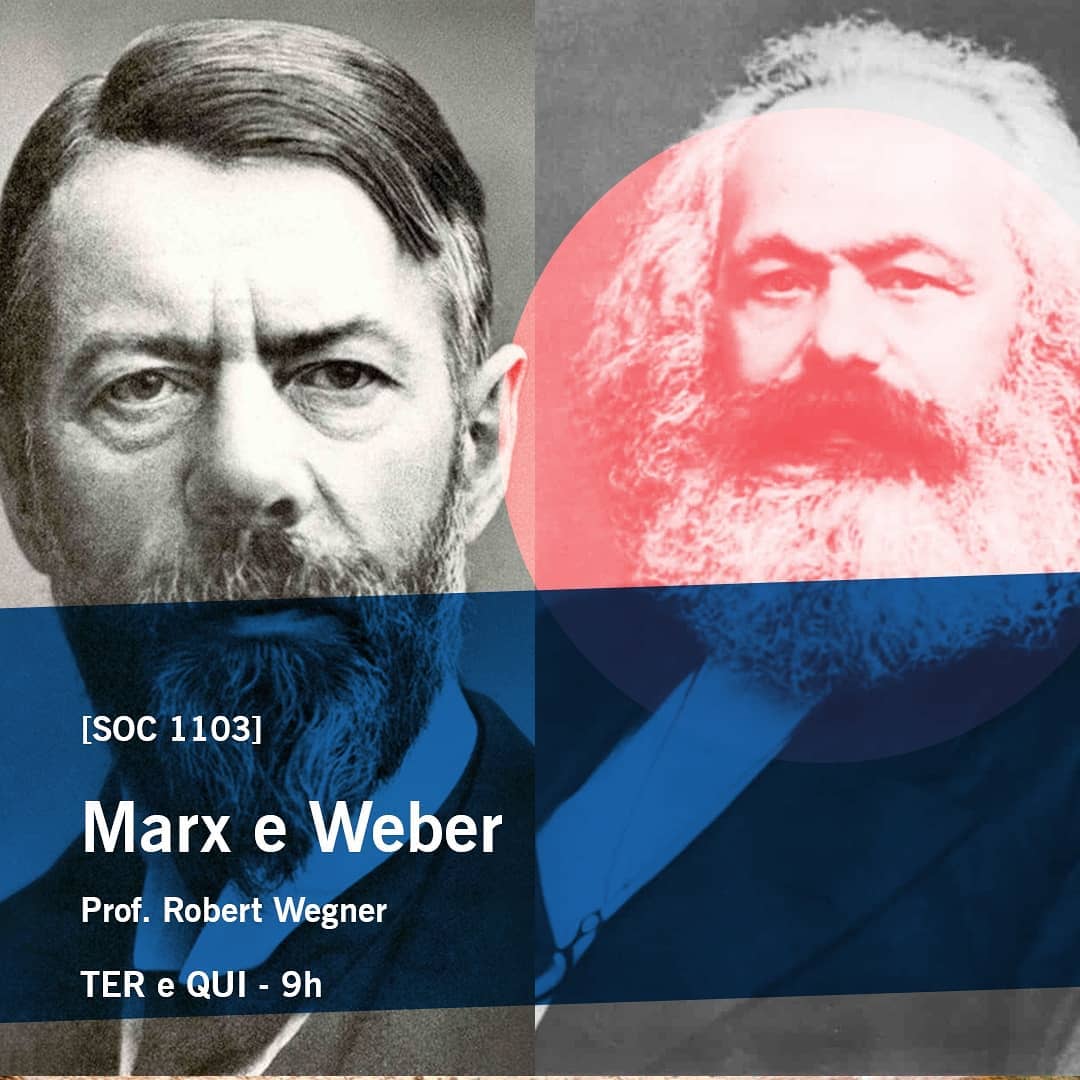 [SOC 1103]
Marx e Weber
Prof. Robert Wegner
TER e QUI - 9h